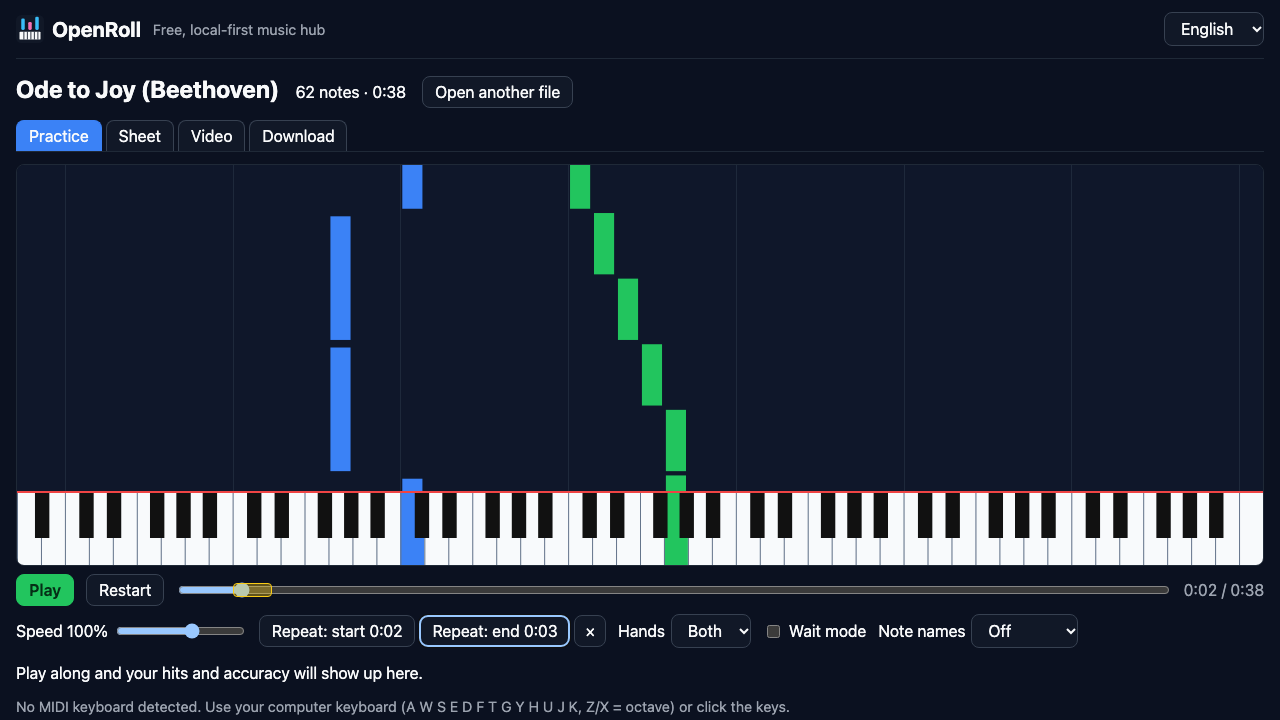 OpenRoll Free, local-first music hub English
Ode to Joy (Beethoven) 62 notes · 0:38 Open another file
Practice Sheet Video Download
Play Restart 0:02 / 0:38
Speed 100% Repeat: start 0:02 Repeat: end 0:03 × Hands Both Wait mode Note names Off
Play along and your hits and accuracy will show up here.
No MIDI keyboard detected. Use your computer keyboard (A W S E D F T G Y H U J K, Z/X = octave) or click the keys.